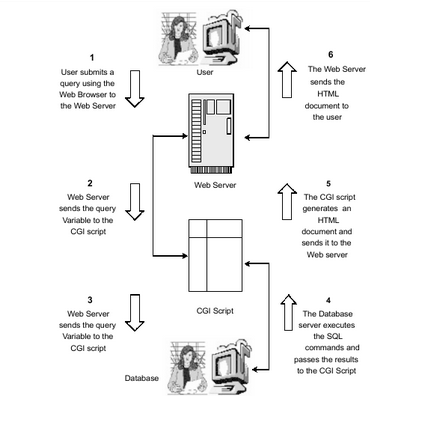 1
User submits a
query using the
Web Browser to
the Web Server
User
6
The Web Server
sends the
HTML
document to
the user
Web Server
2
Web Server
sends the query
Variable to the
CGI script
5
The CGI script
generates an
HTML
document and
sends it to the
Web server
CGI Script
3
Web Server
sends the query
Variable to the
CGI script
4
The Database
server executes
the SQL
commands and
passes the results
to the CGI Script
Database